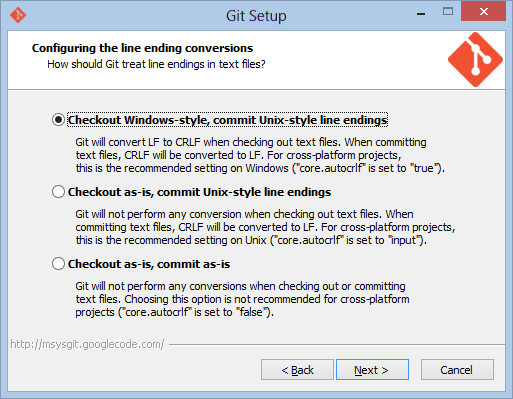 Git Setup
Configuring the line ending conversions
How should Git treat line endings in text files?
Checkout Windows-style, commit Unix-style line endings
Git will convert LF to CRLF when checking out text files. When committing
text files, CRLF will be converted to LF. For cross-platform projects,
this is the recommended setting on Windows ("core.autocrlf" is set to "true").
Checkout as-is, commit Unix-style line endings
Git will not perform any conversion when checking out text files. When
committing text files, CRLF will be converted to LF. For cross-platform projects,
this is the recommended setting on Unix ("core.autocrlf" is set to "input").
Checkout as-is, commit as-is
Git will not perform any conversions when checking out or committing
text files. Choosing this option is not recommended for cross-platform
projects ("core.autocrlf" is set to "false").
http://msysgit.googlecode.com/
< Back Next > Cancel